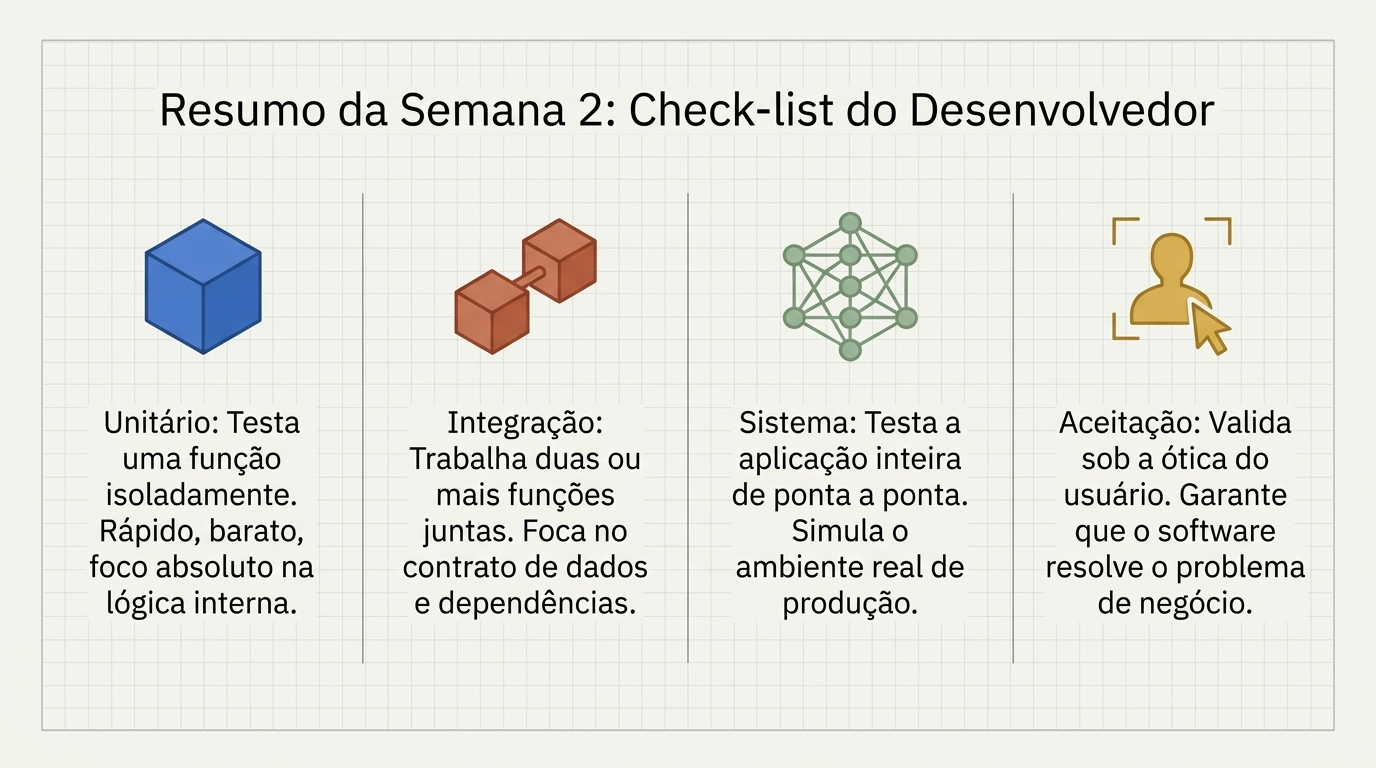 Resumo da Semana 2: Check-list do Desenvolvedor
Unitário: Testa
uma função
isoladamente.
Rápido, barato,
foco absoluto na
lógica interna.
Integração:
Trabalha duas ou
mais funções
juntas. Foca no
contrato de dados
e dependências.
Sistema: Testa a
aplicação inteira
de ponta a ponta.
Simula o
ambiente real de
produção.
Aceitação: Valida
sob a ótica do
usuário. Garante
que o software
resolve o problema
de negócio.